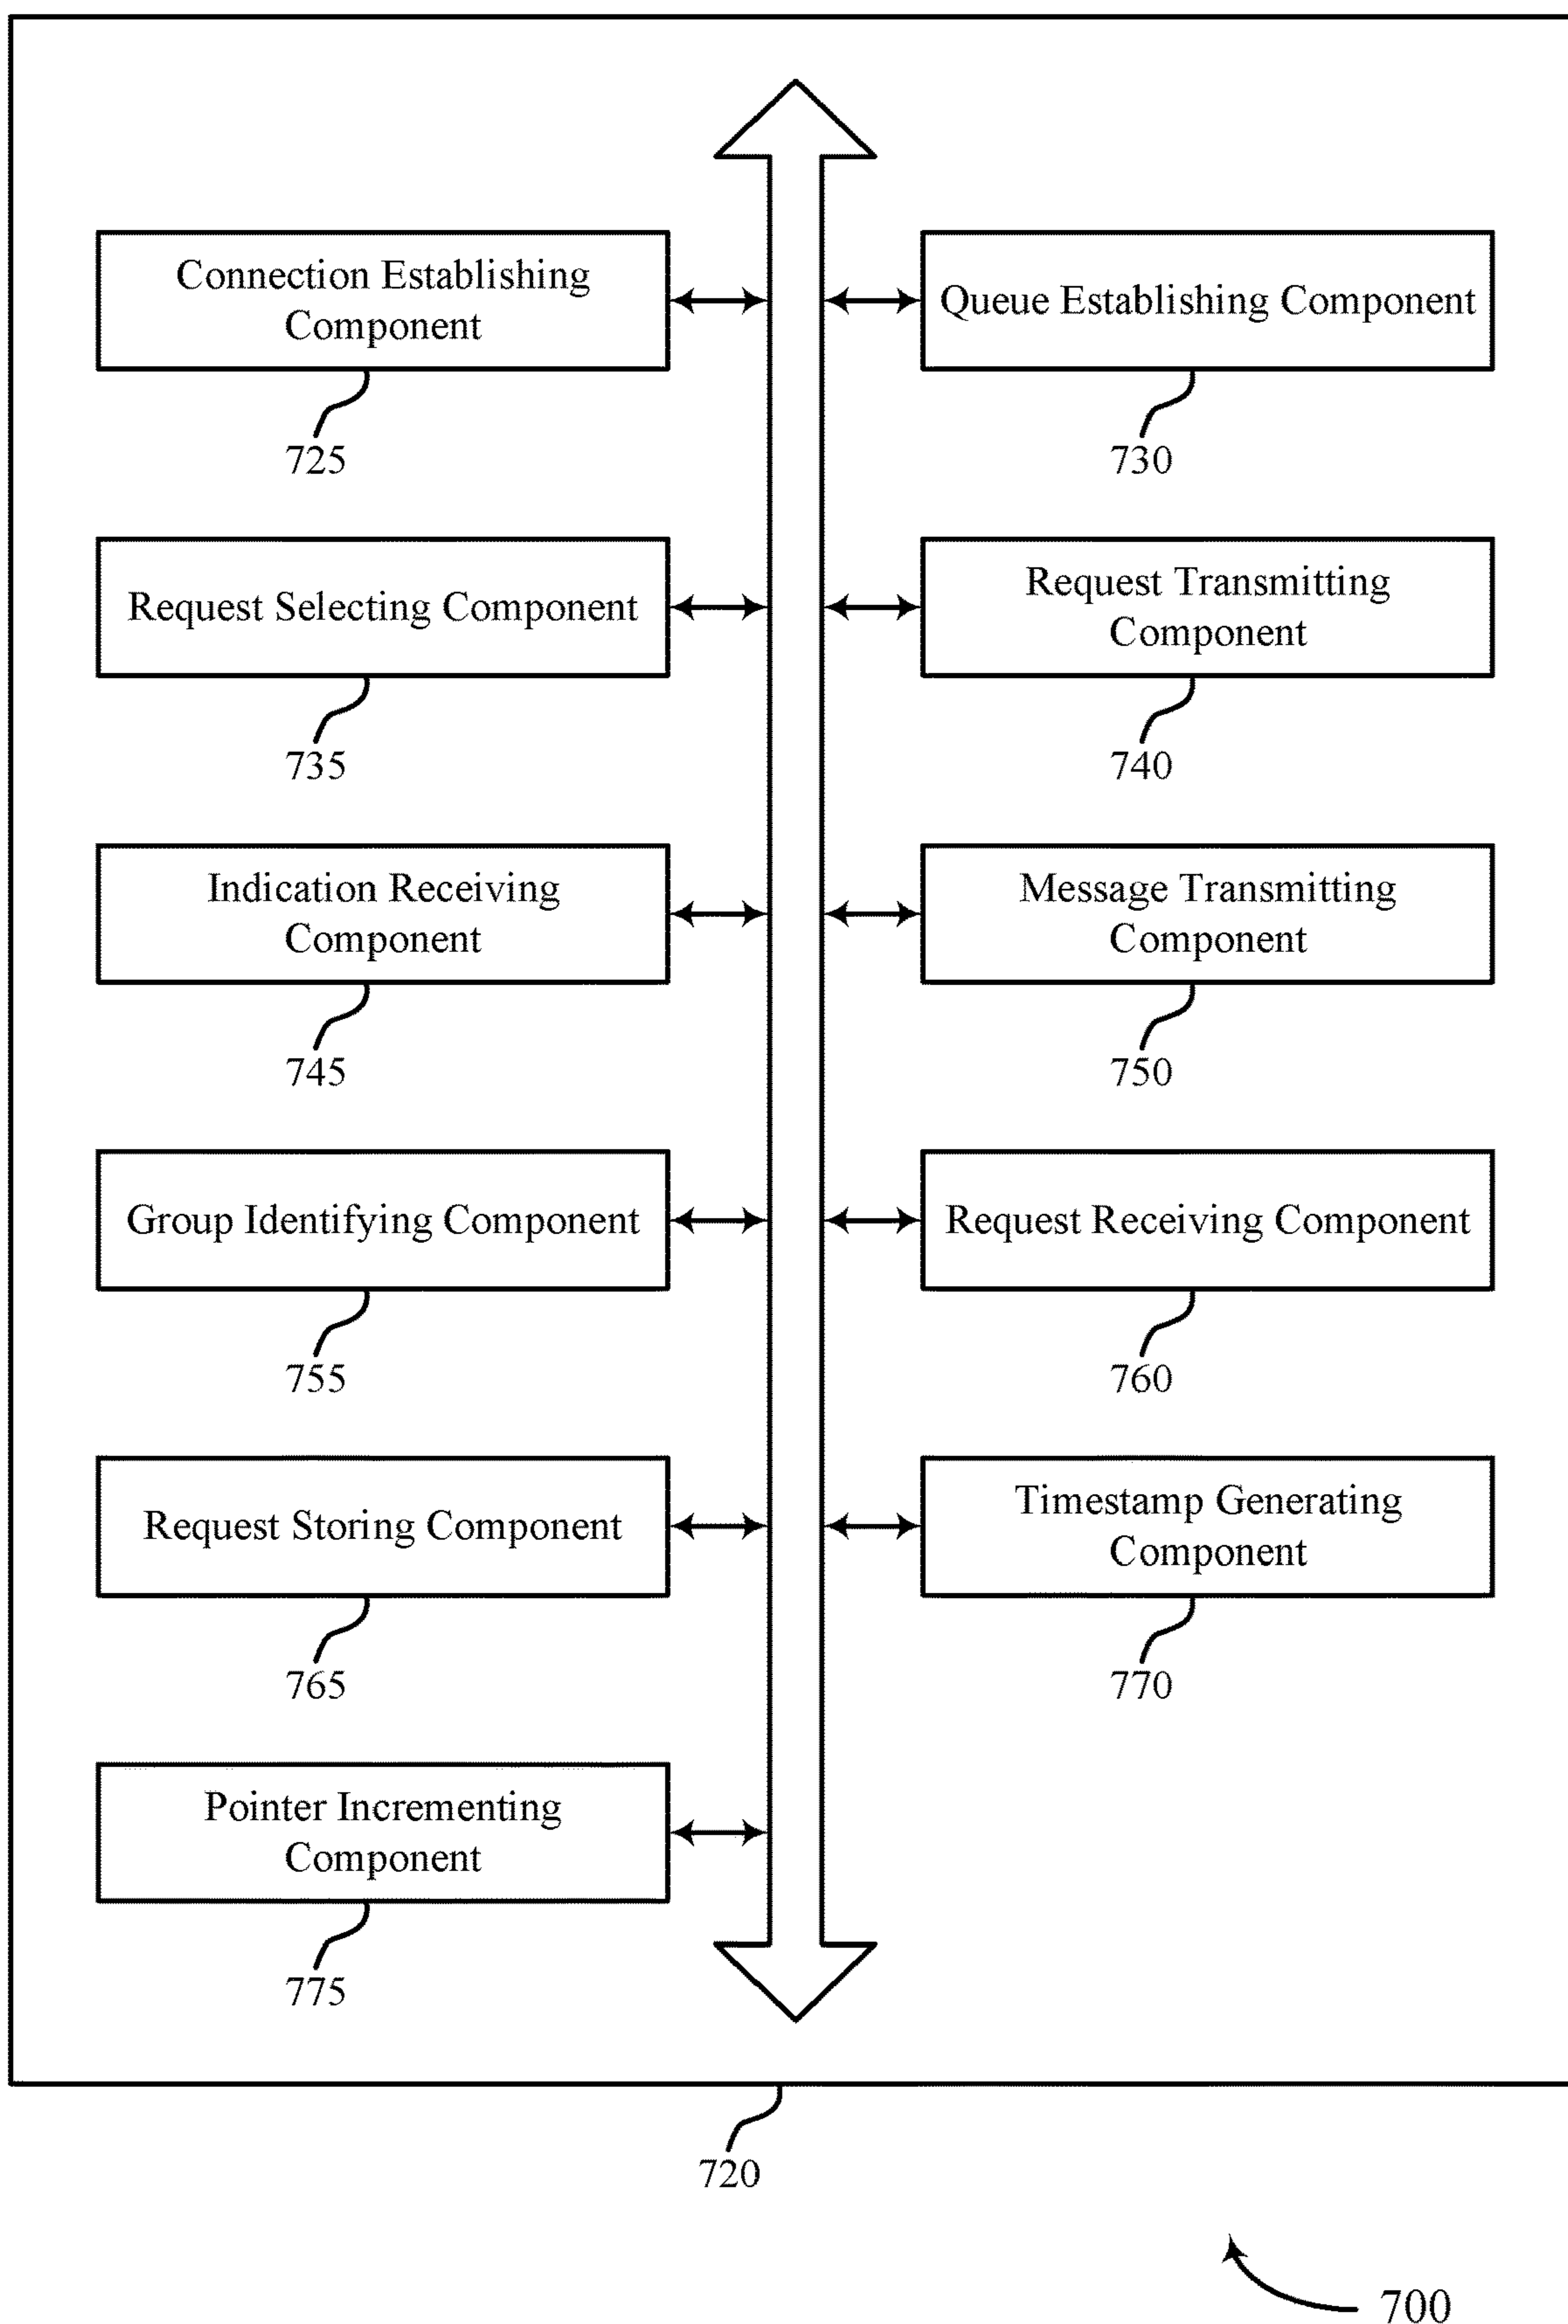 Connection Establishing
Component
725
Queue Establishing Component
730
Request Selecting Component
735
Request Transmitting
Component
740
Indication Receiving
Component
745
Message Transmitting
Component
750
Group Identifying Component
755
Request Receiving Component
760
Request Storing Component
765
Timestamp Generating
Component
770
Pointer Incrementing
Component
775
720
700